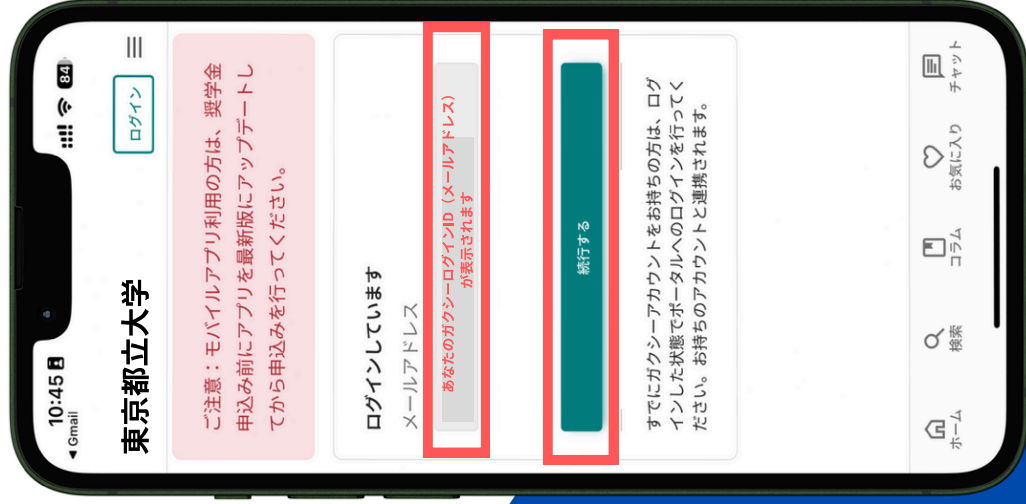 10:45
84
◀ Gmail
東京都立大学
ログイン
ご注意：モバイルアプリ利用の方は、奨学金
申込み前にアプリを最新版にアップデートし
てから申込みを行ってください。
ログインしています
メールアドレス
あなたのガクシーログインID（メールアドレス）
が表示されます
続行する
すでにガクシーアカウントをお持ちの方は、ログ
インした状態でポータルへのログインを行ってく
ださい。お持ちのアカウントと連携されます。
ホーム
検索
コラム
お気に入り
チャット